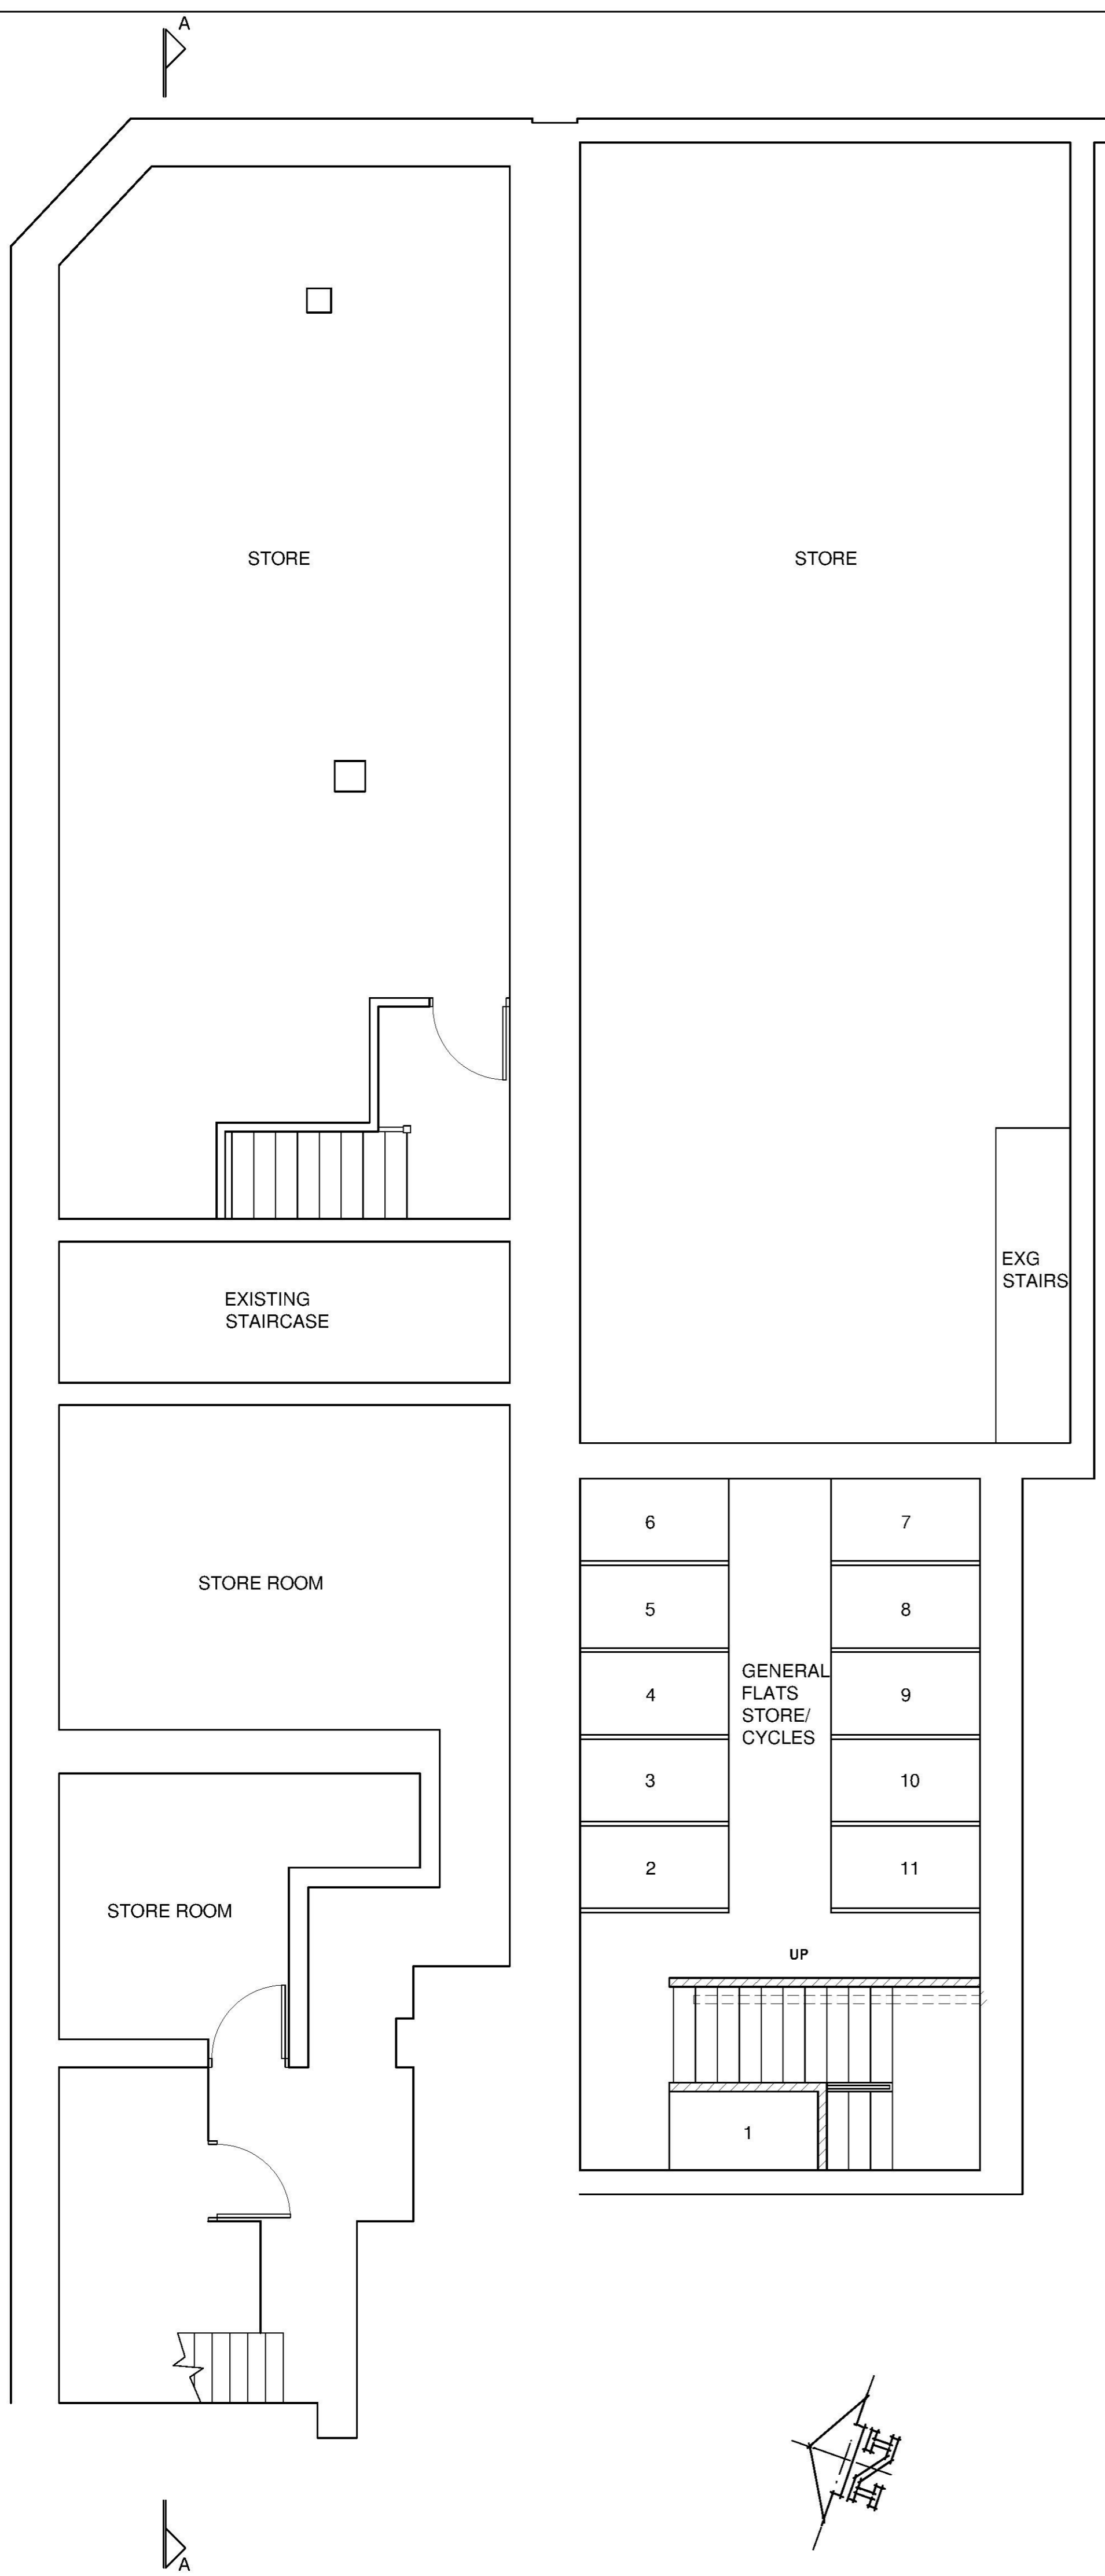 A
STORE
STORE
EXG
STAIRS
EXISTING
STAIRCASE
6
7
STORE ROOM
5
8
GENERAL
FLATS
STORE/
CYCLES
4
9
3
10
2
11
STORE ROOM
UP
1
N
A